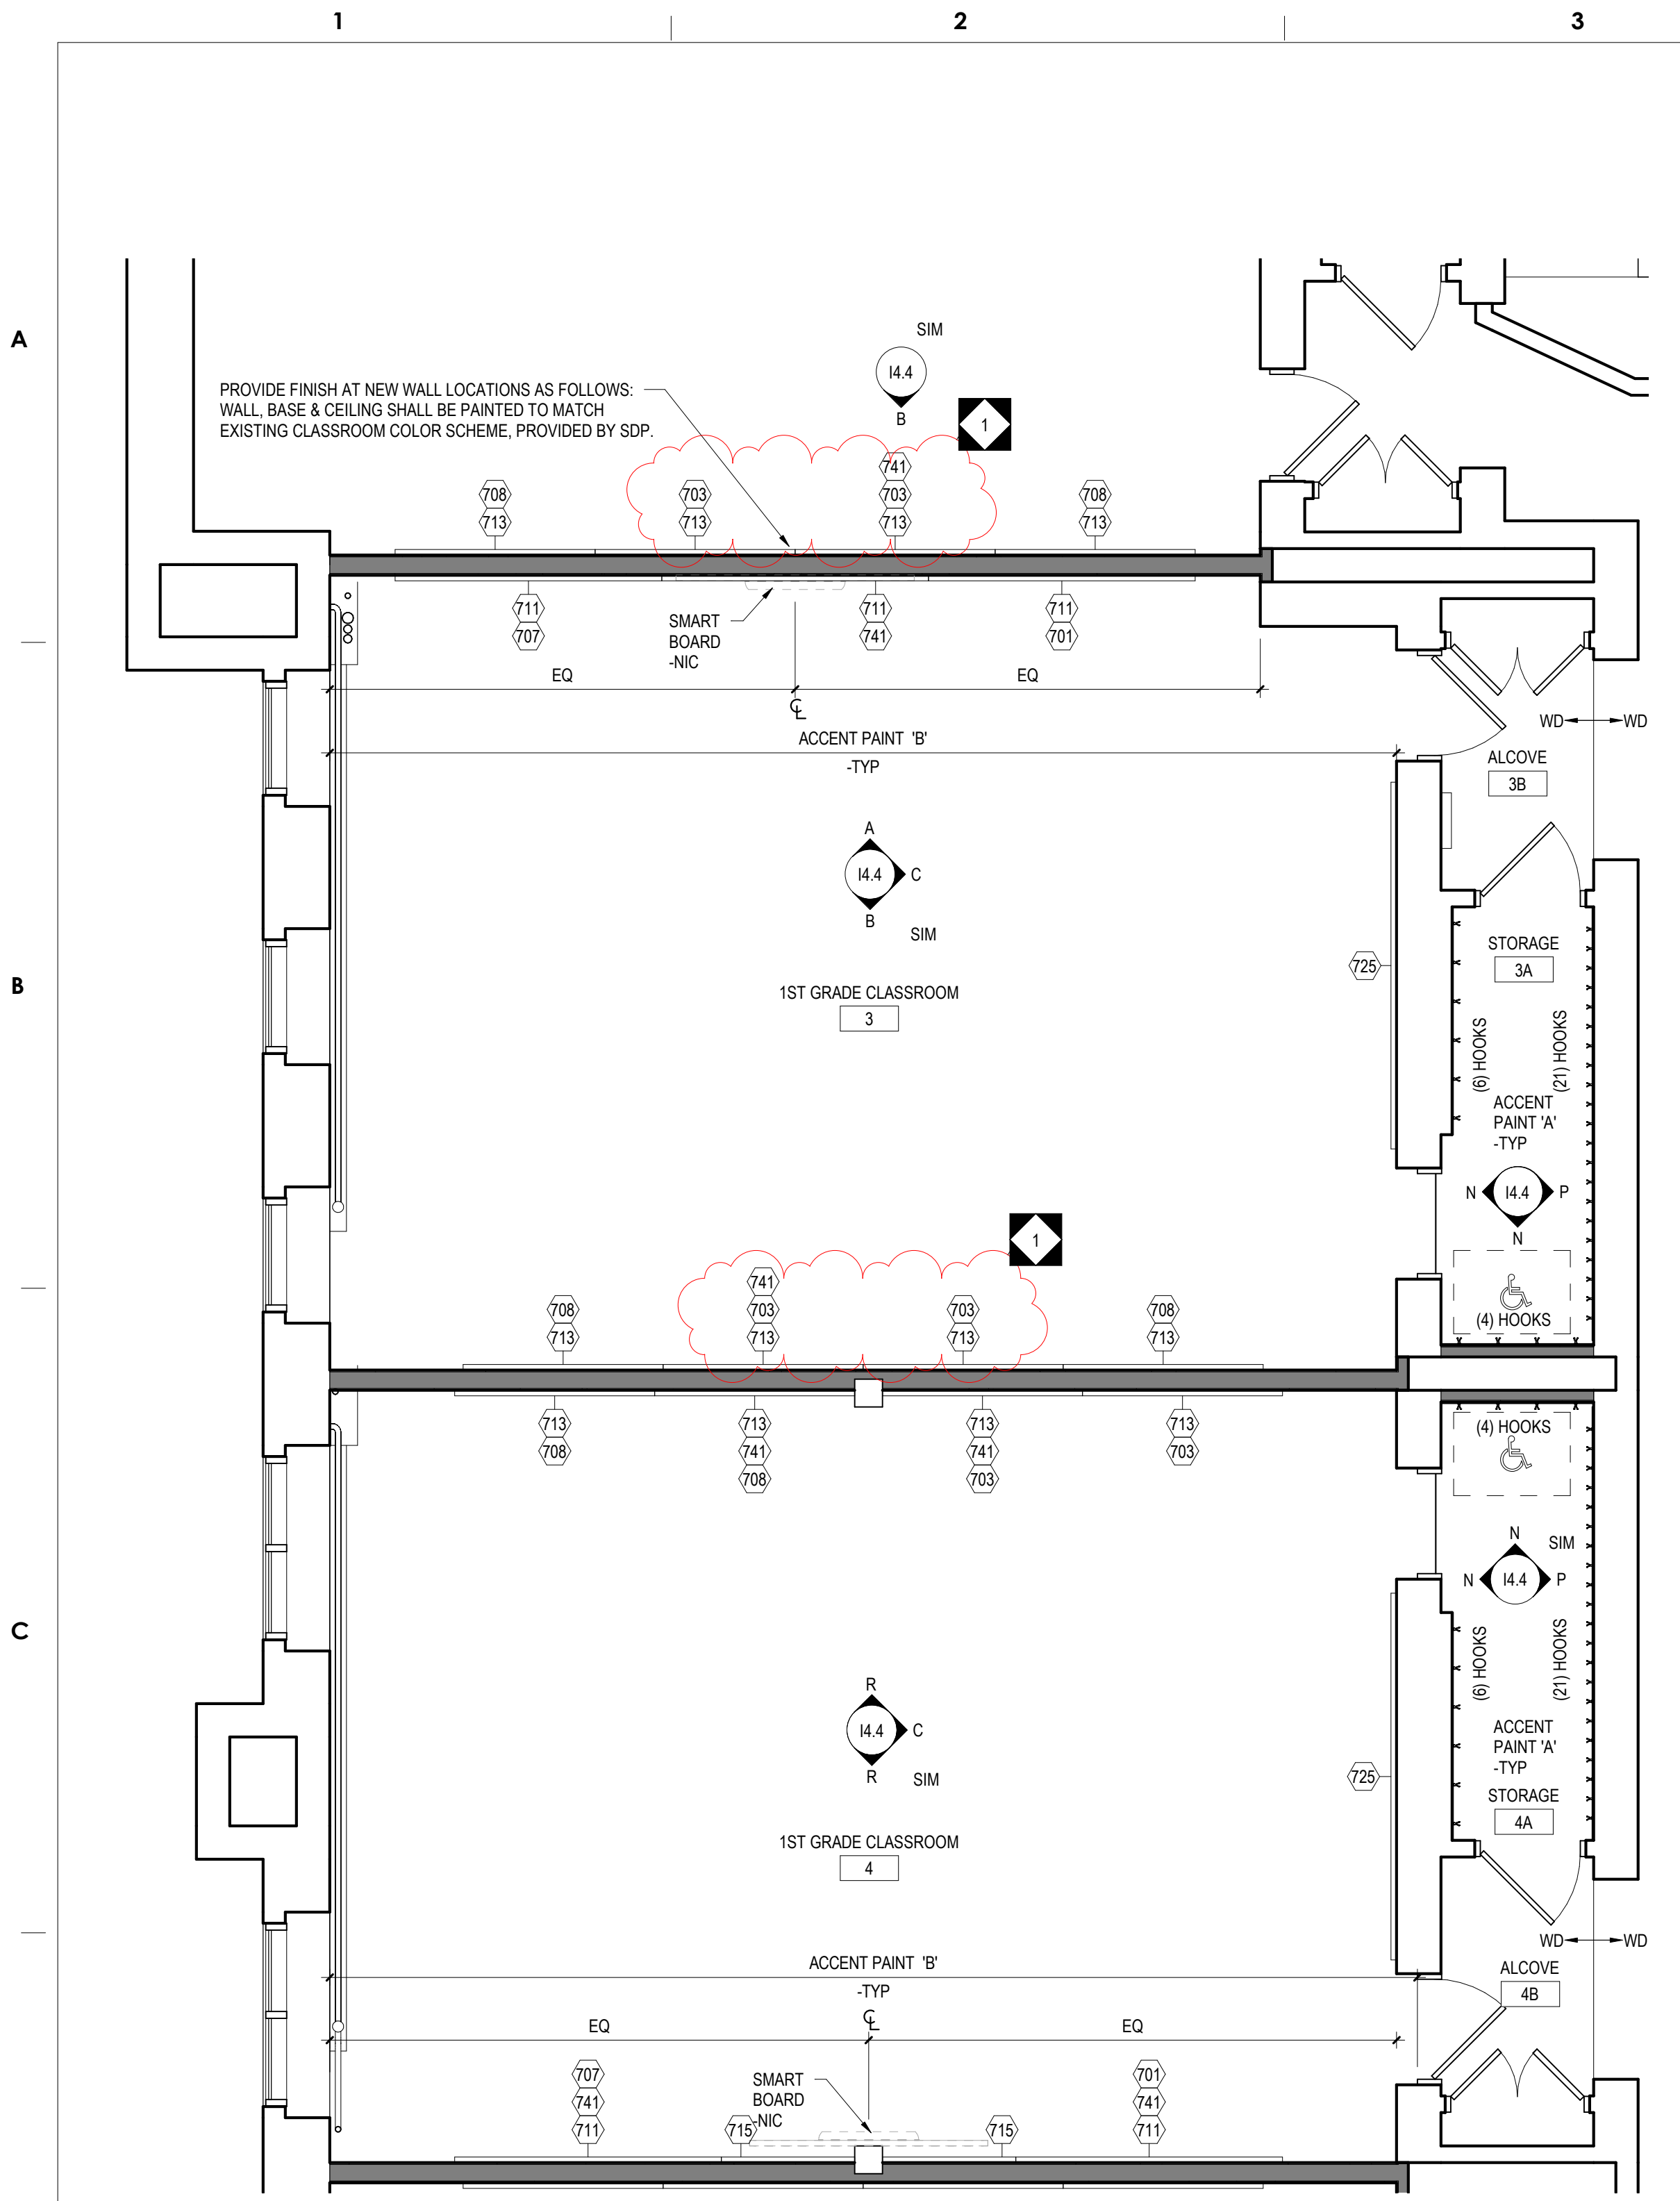 1
2
3
A
SIM
I4.4
B
PROVIDE FINISH AT NEW WALL LOCATIONS AS FOLLOWS:
WALL, BASE & CEILING SHALL BE PAINTED TO MATCH
EXISTING CLASSROOM COLOR SCHEME, PROVIDED BY SDP.
1
741
708
703
703
708
713
713
713
713
711
711
711
707
741
701
SMART
BOARD
-NIC
EQ
EQ
CL
WD
WD
ACCENT PAINT 'B'
-TYP
ALCOVE
3B
A
I4.4
C
B
SIM
STORAGE
3A
725
B
1ST GRADE CLASSROOM
3
(6) HOOKS
(21) HOOKS
ACCENT
PAINT 'A'
-TYP
N
I4.4
P
N
1
741
708
703
703
708
713
713
713
713
(4) HOOKS
713
713
713
713
708
741
741
703
708
703
(4) HOOKS
N
SIM
N
I4.4
P
C
(6) HOOKS
(21) HOOKS
R
I4.4
C
R
SIM
ACCENT
PAINT 'A'
-TYP
725
STORAGE
4A
1ST GRADE CLASSROOM
4
WD
WD
ACCENT PAINT 'B'
-TYP
ALCOVE
4B
CL
EQ
EQ
707
741
711
SMART
BOARD
-NIC
701
741
711
715
715